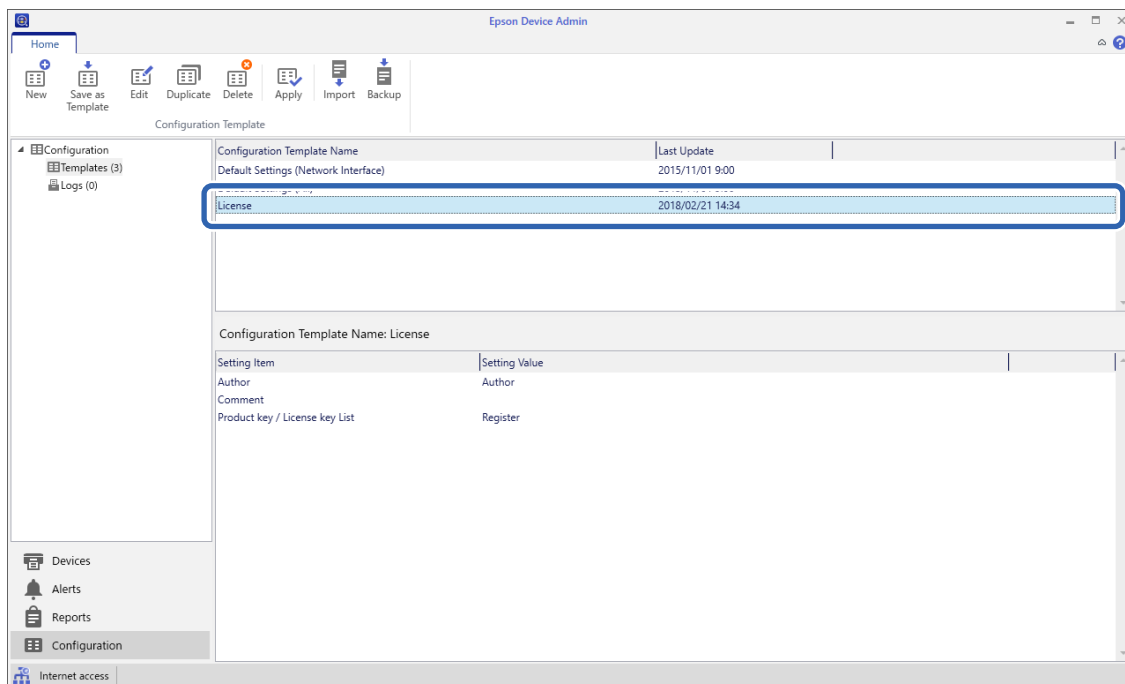 Epson Device Admin
Home
New
Save as Template
Edit
Duplicate
Delete
Apply
Import
Backup
Configuration Template
Configuration
Templates (3)
Logs (0)
Configuration Template Name Last Update
Default Settings (Network Interface) 2015/11/01 9:00
License 2018/02/21 14:34
Configuration Template Name: License
Setting Item Setting Value
Author Author
Comment
Product key / License key List Register
Devices
Alerts
Reports
Configuration
Internet access